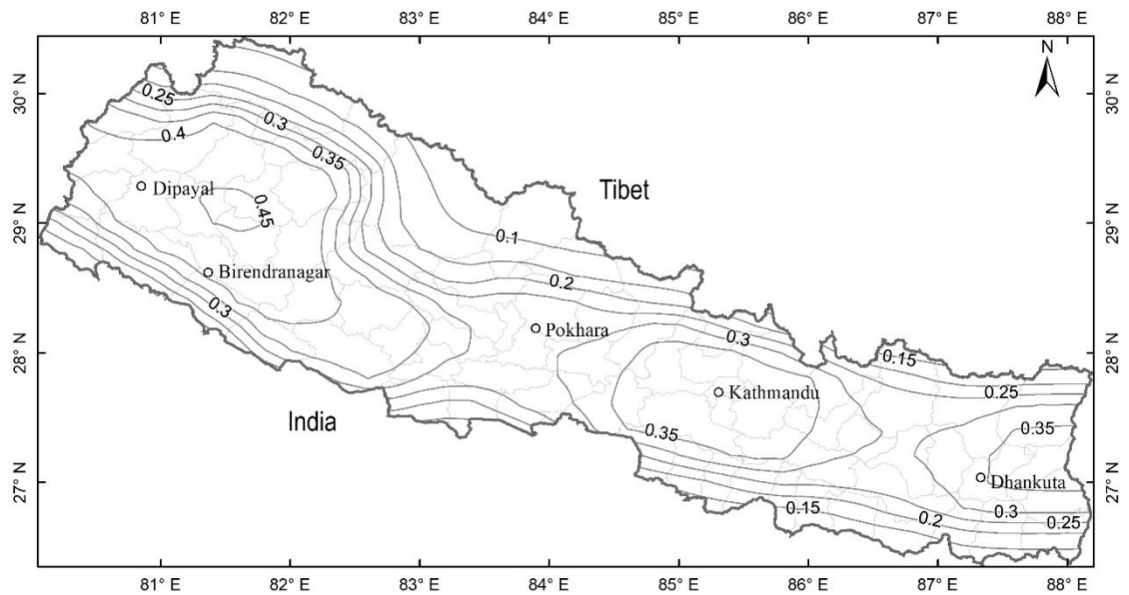 81° E 82° E 83° E 84° E 85° E 86° E 87° E 88° E
N
30° N 30° N
0.25
0.3
0.4
0.35
Dipayal
Tibet
0.45
29° N 29° N
0.1
Birendranagar
0.2
0.3
Pokhara
0.3
28° N 28° N
0.15
Kathmandu
0.25
India
0.35
0.35
27° N 27° N
Dhankuta
0.15
0.2
0.3
0.25
81° E 82° E 83° E 84° E 85° E 86° E 87° E 88° E